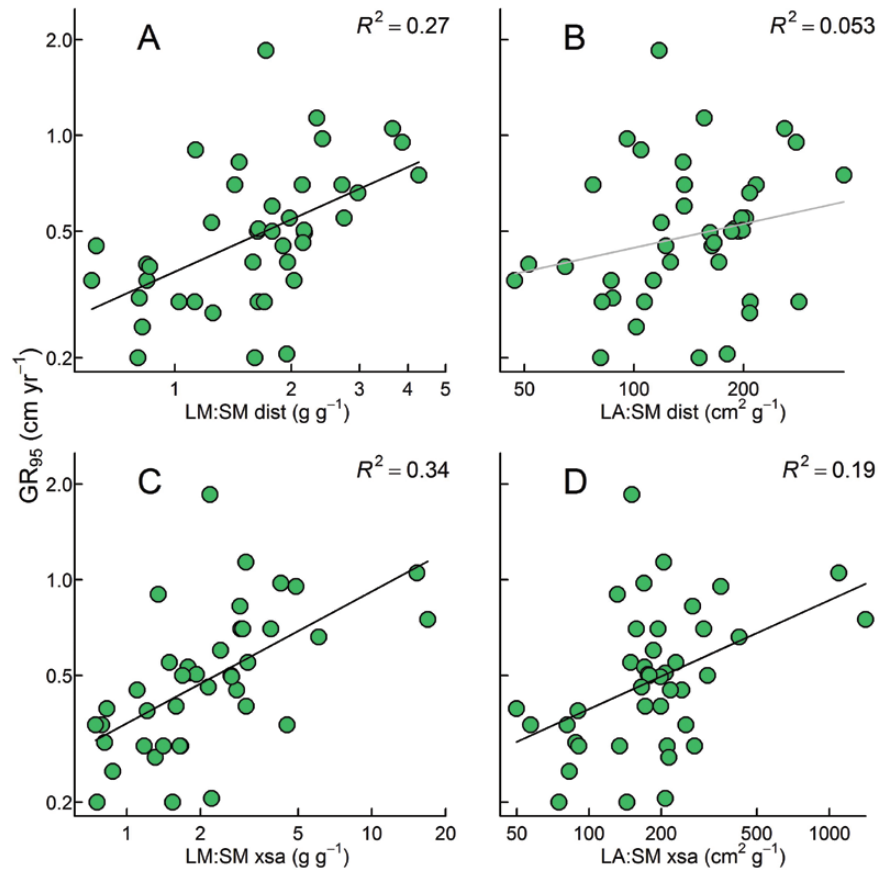 A
R² = 0.27
B
R² = 0.053
2.0
1.0
0.5
0.2
1 2 3 4 5
50 100 200
LM:SM dist (g g⁻¹)
LA:SM dist (cm² g⁻¹)
GR₉₅ (cm yr⁻¹)
C
R² = 0.34
D
R² = 0.19
2.0
1.0
0.5
0.2
1 2 5 10 20
50 100 200 500 1000
LM:SM xsa (g g⁻¹)
LA:SM xsa (cm² g⁻¹)